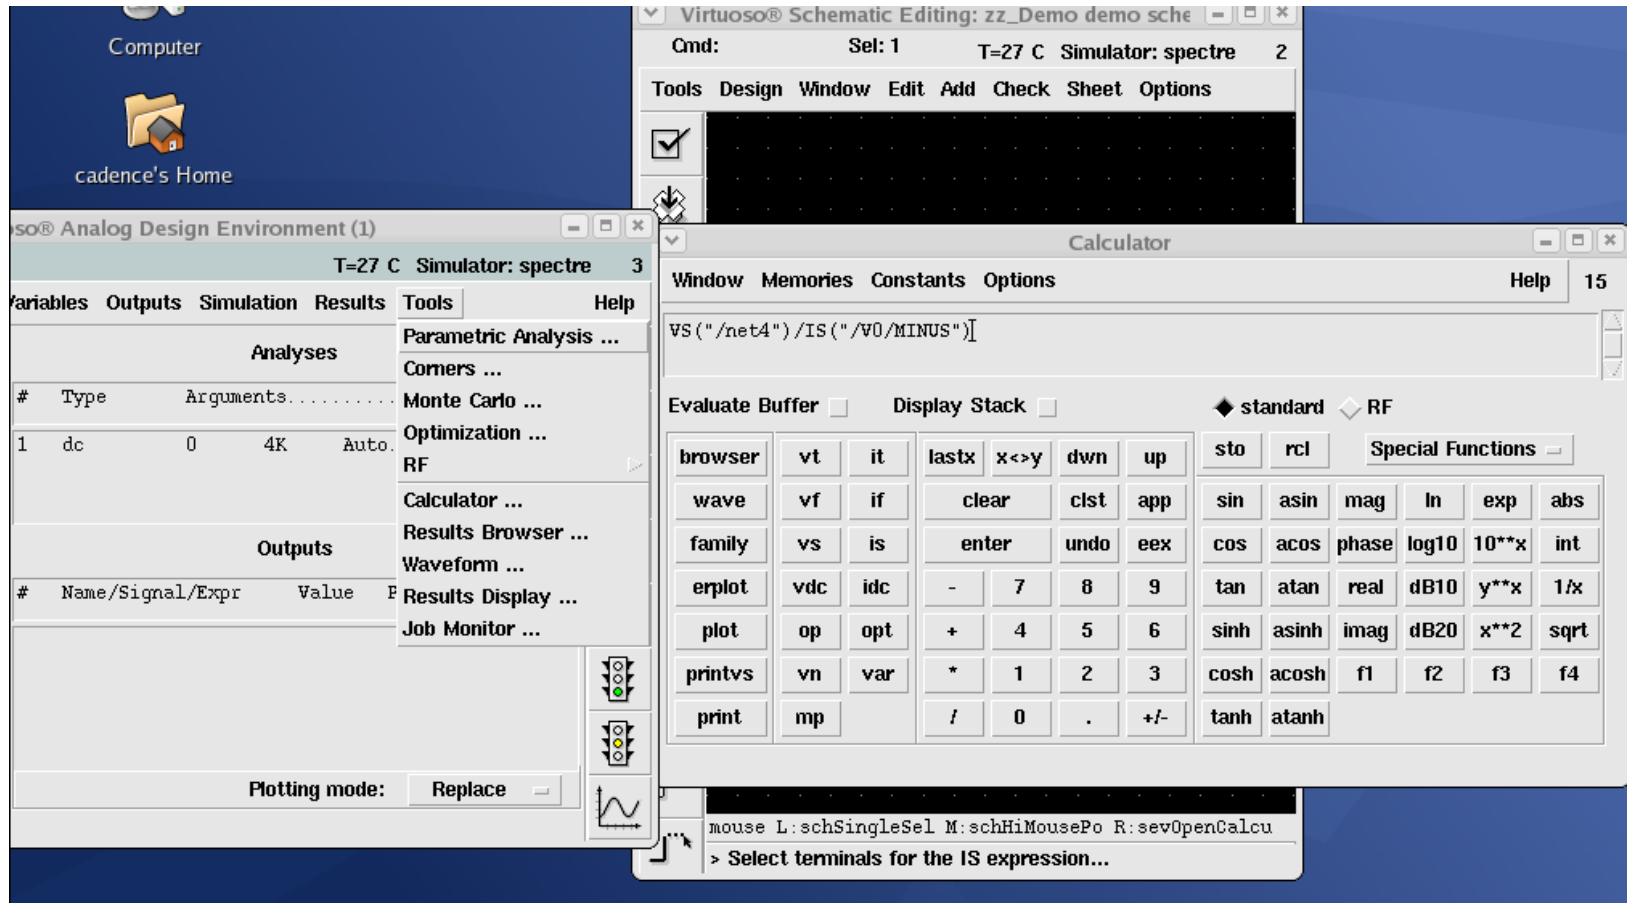 Computer
cadence's Home
Virtuoso® Schematic Editing: zz_Demo demo sche
Cmd: Sel: 1 T=27 C Simulator: spectre 2
Tools Design Window Edit Add Check Sheet Options
oso® Analog Design Environment (1)
T=27 C Simulator: spectre 3
Variables Outputs Simulation Results Tools Help
Analyses
# Type Arguments..........
1 dc 0 4K Auto.
Outputs
# Name/Signal/Expr Value P
Parametric Analysis ...
Corners ...
Monte Carlo ...
Optimization ...
RF
Calculator ...
Results Browser ...
Waveform ...
Results Display ...
Job Monitor ...
Plotting mode: Replace
Calculator
Window Memories Constants Options Help 15
VS("/net4")/IS("/V0/MINUS")
Evaluate Buffer Display Stack standard RF
browser vt it lastx x<>y dwn up sto rcl Special Functions
wave vf if clear clst app sin asin mag ln exp abs
family vs is enter undo eex cos acos phase log10 10**x int
erplot vdc idc - 7 8 9 tan atan real dB10 y**x 1/x
plot op opt + 4 5 6 sinh asinh imag dB20 x**2 sqrt
printvs vn var * 1 2 3 cosh acosh f1 f2 f3 f4
print mp / 0 . +/- tanh atanh
mouse L:schSingleSel M:schHiMousePo R:sevOpenCalcu
> Select terminals for the IS expression...